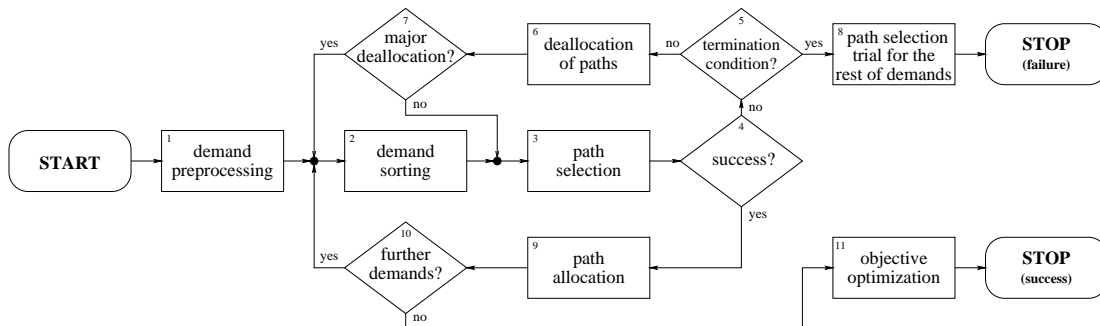 7
major
deallocation?
yes
no
6
deallocation
of paths
no
5
termination
condition?
yes
no
8 path selection
trial for the
rest of demands
STOP
(failure)
START
1
demand
preprocessing
2
demand
sorting
3
path
selection
4
success?
yes
10
further
demands?
yes
no
9
path
allocation
11
objective
optimization
STOP
(success)